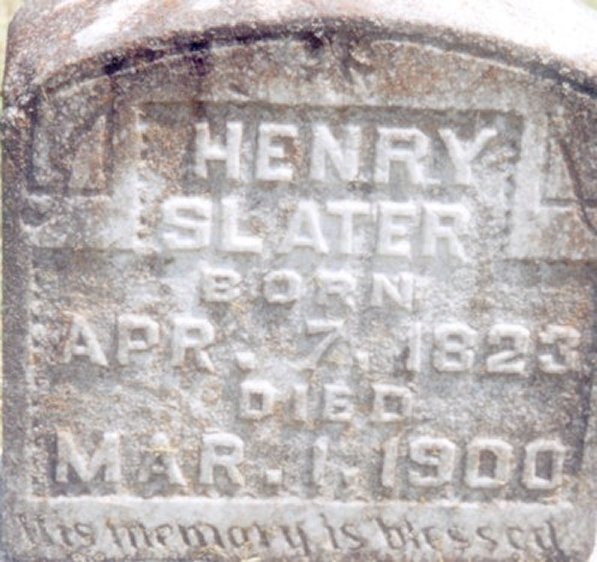 HENRY
SLATER
BORN
APR. 7. 1823
DIED
MAR. 1. 1900
His memory is blessed.